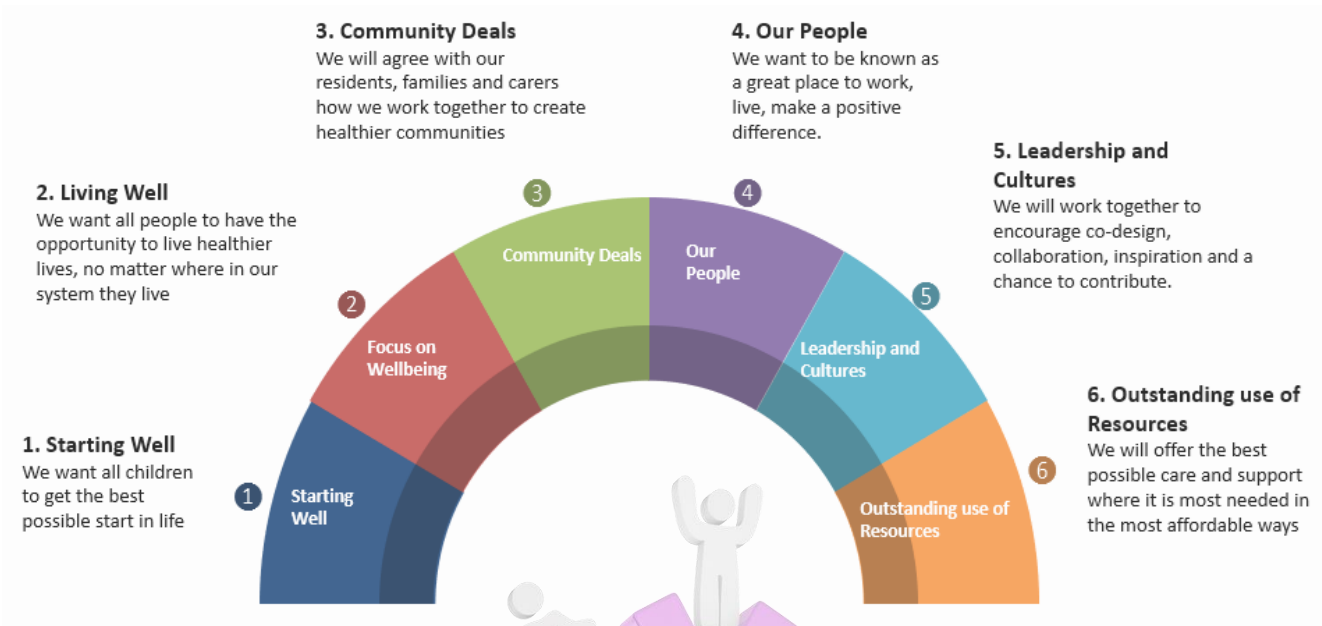 3. Community Deals
We will agree with our
residents, families and carers
how we work together to create
healthier communities
4. Our People
We want to be known as
a great place to work,
live, make a positive
difference.
5. Leadership and
Cultures
We will work together to
encourage co-design,
collaboration, inspiration and a
chance to contribute.
2. Living Well
We want all people to have the
opportunity to live healthier
lives, no matter where in our
system they live
1. Starting Well
We want all children
to get the best
possible start in life
6. Outstanding use of
Resources
We will offer the best
possible care and support
where it is most needed in
the most affordable ways
1
Starting
Well
2
Focus on
Wellbeing
3
Community Deals
4
Our
People
5
Leadership and
Cultures
6
Outstanding use of
Resources